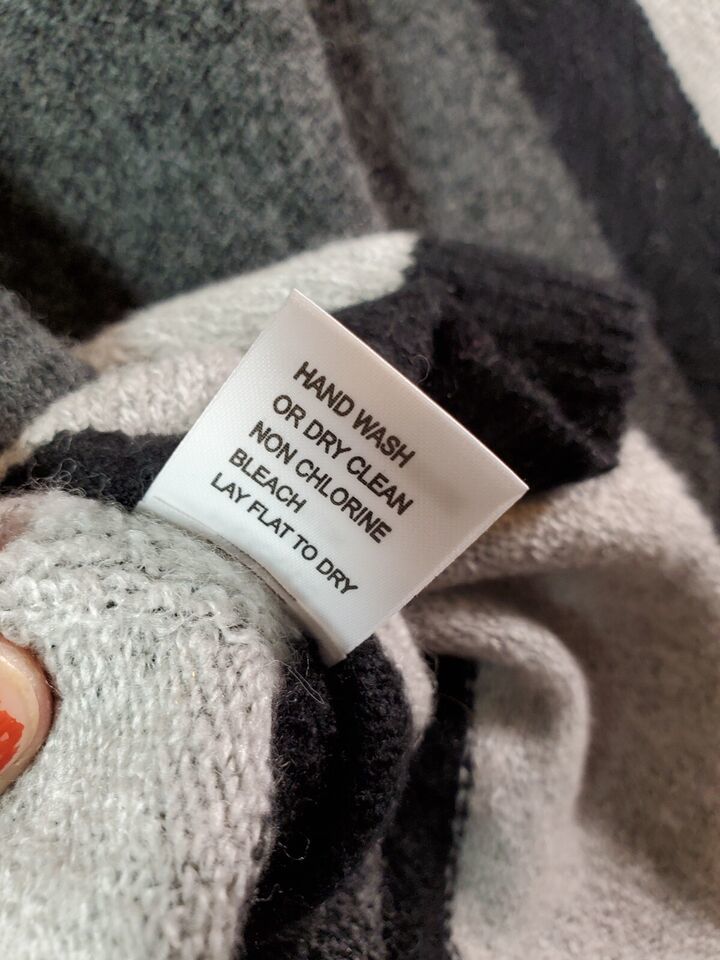 HAND WASH
OR DRY CLEAN
NON CHLORINE
BLEACH
LAY FLAT TO DRY